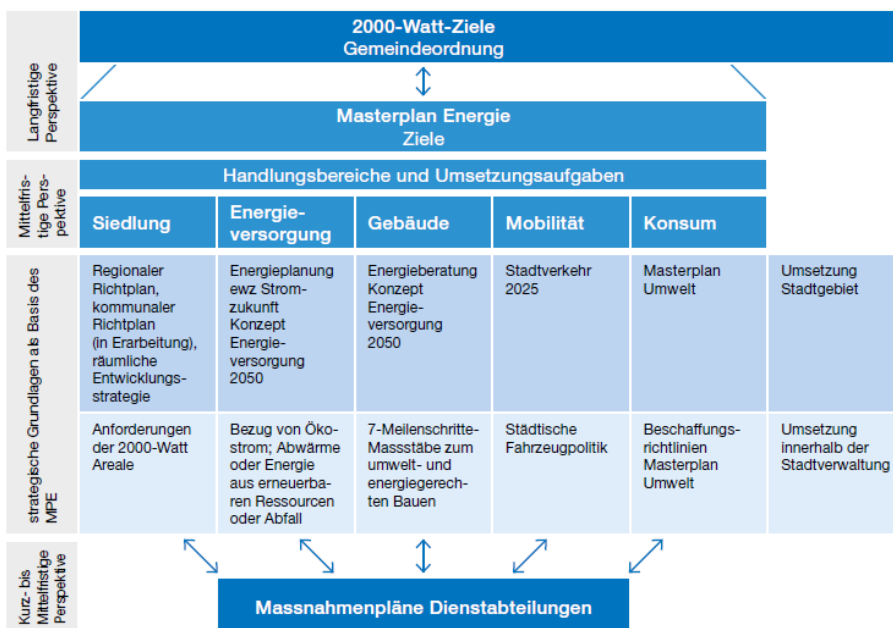 2000-Watt-Ziele
Gemeindeordnung
Langfristige
Perspektive
Masterplan Energie
Ziele
Mittelfris-
tige Pers-
pektive
Handlungsbereiche und Umsetzungsaufgaben
Siedlung
Energie-
versorgung
Gebäude
Mobilität
Konsum
strategische Grundlagen als Basis des
MPE
Regionaler
Richtplan,
kommunaler
Richtplan
(in Erarbeitung),
räumliche
Entwicklungs-
strategie
Energieplanung
ewz Strom-
zukunft
Konzept
Energie-
versorgung
2050
Energieberatung
Konzept
Energie-
versorgung
2050
Stadtverkehr
2025
Masterplan
Umwelt
Umsetzung
Stadtgebiet
Anforderungen
der 2000-Watt
Areale
Bezug von Öko-
strom; Abwärme
oder Energie
aus erneuerba-
ren Ressourcen
oder Abfall
7-Meilenschritte-
Massstäbe zum
umwelt- und
energiegerech-
ten Bauen
Städtische
Fahrzeugpolitik
Beschaffungs-
richtlinien
Masterplan
Umwelt
Umsetzung
innerhalb der
Stadtverwaltung
Kurz- bis
Mittelfristige
Perspektive
Massnahmenpläne Dienstabteilungen